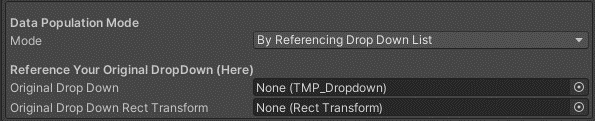 Data Population Mode
Mode By Referencing Drop Down List
Reference Your Original DropDown (Here)
Original Drop Down None (TMP_Dropdown)
Original Drop Down Rect Transform None (Rect Transform)